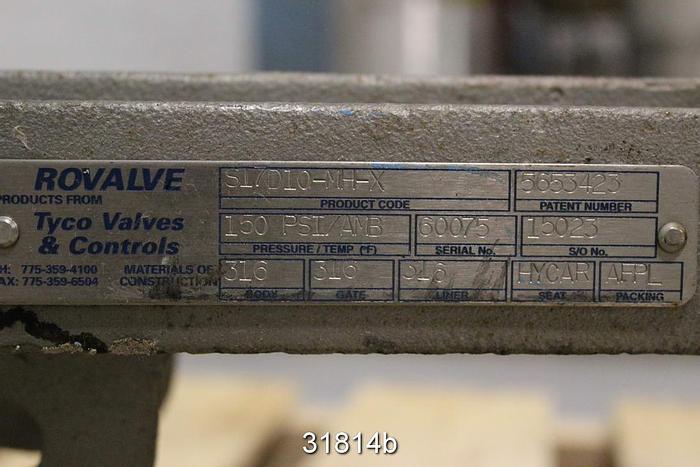 ROVALVE
PRODUCTS FROM
Tyco Valves
& Controls
PH: 775-359-4100
FAX: 775-359-6504
MATERIALS OF
CONSTRUCTION
S17D10-MH-X
PRODUCT CODE
5653423
PATENT NUMBER
150 PSI/AMB
PRESSURE / TEMP (°F)
60075
SERIAL No.
15023
S/O No.
316
BODY
316
GATE
316
LINER
HYCAR
SEAT
AFPL
PACKING
31814b